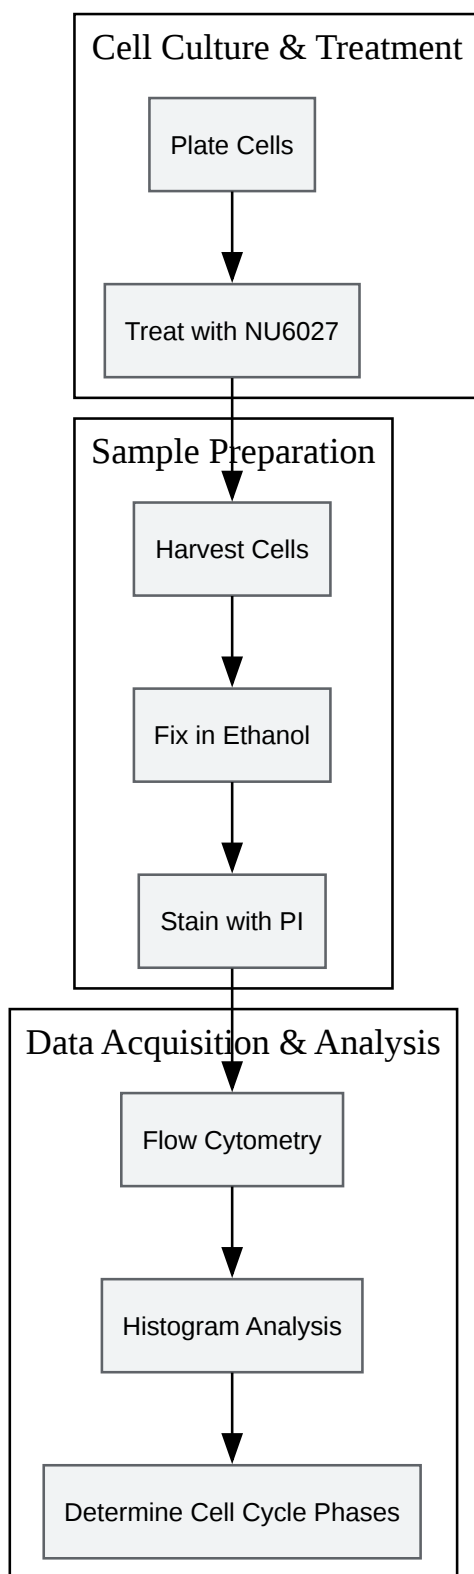 Cell Culture & Treatment
Plate Cells
Treat with NU6027
Sample Preparation
Harvest Cells
Fix in Ethanol
Stain with PI
Data Acquisition & Analysis
Flow Cytometry
Histogram Analysis
Determine Cell Cycle Phases